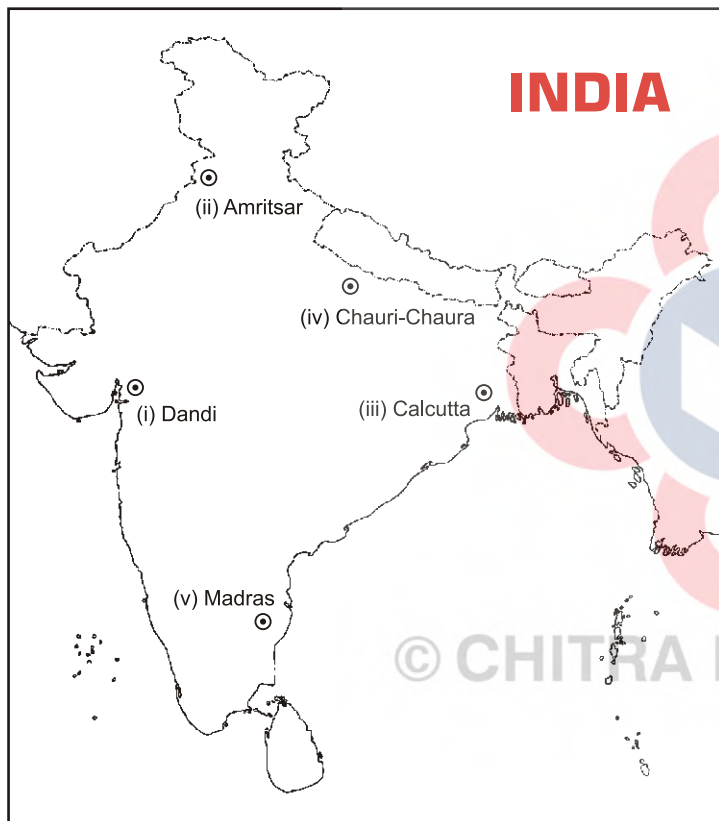 INDIA
(ii) Amritsar
(iv) Chauri-Chaura
(i) Dandi
(iii) Calcutta
(v) Madras
© CHITRA